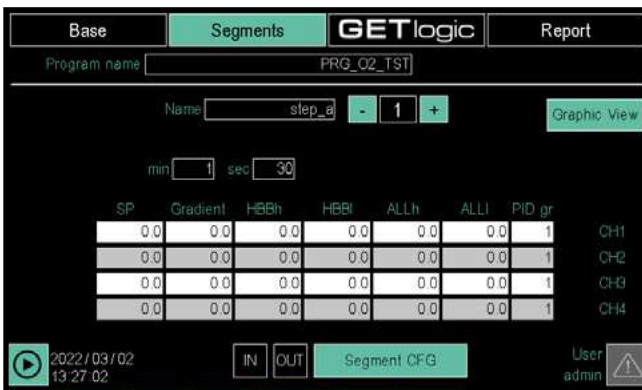 Base Segments GETlogic Report
Program name PRG_O2_TST
Name step_a - 1 + Graphic View
min 1 sec 30
SP Gradient HBBh HBBl ALLh ALLl PID gr
0.0 0.0 0.0 0.0 0.0 0.0 1 CH1
0.0 0.0 0.0 0.0 0.0 0.0 1 CH2
0.0 0.0 0.0 0.0 0.0 0.0 1 CH3
0.0 0.0 0.0 0.0 0.0 0.0 1 CH4
2022/03/02 IN OUT Segment CFG User
13:27:02 admin